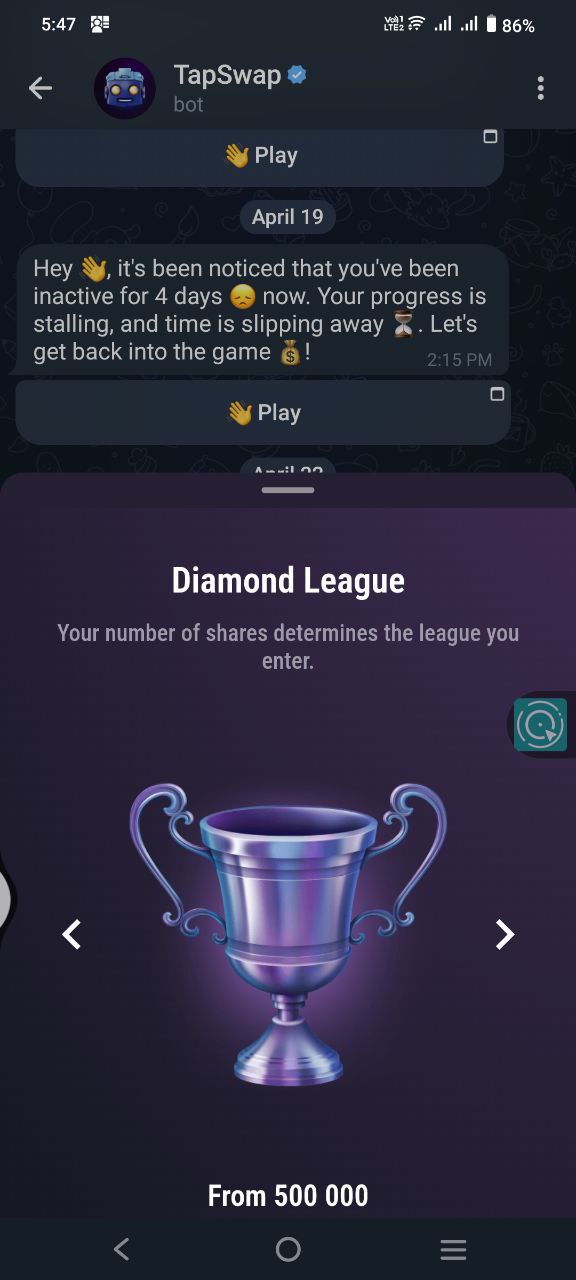 5:47
Vo)) 1
LTE2
86%
TapSwap
bot
👋 Play
April 19
Hey 👋, it's been noticed that you've been
inactive for 4 days 😞 now. Your progress is
stalling, and time is slipping away ⏳. Let's
get back into the game 💰!
2:15 PM
👋 Play
Diamond League
Your number of shares determines the league you
enter.
From 500 000